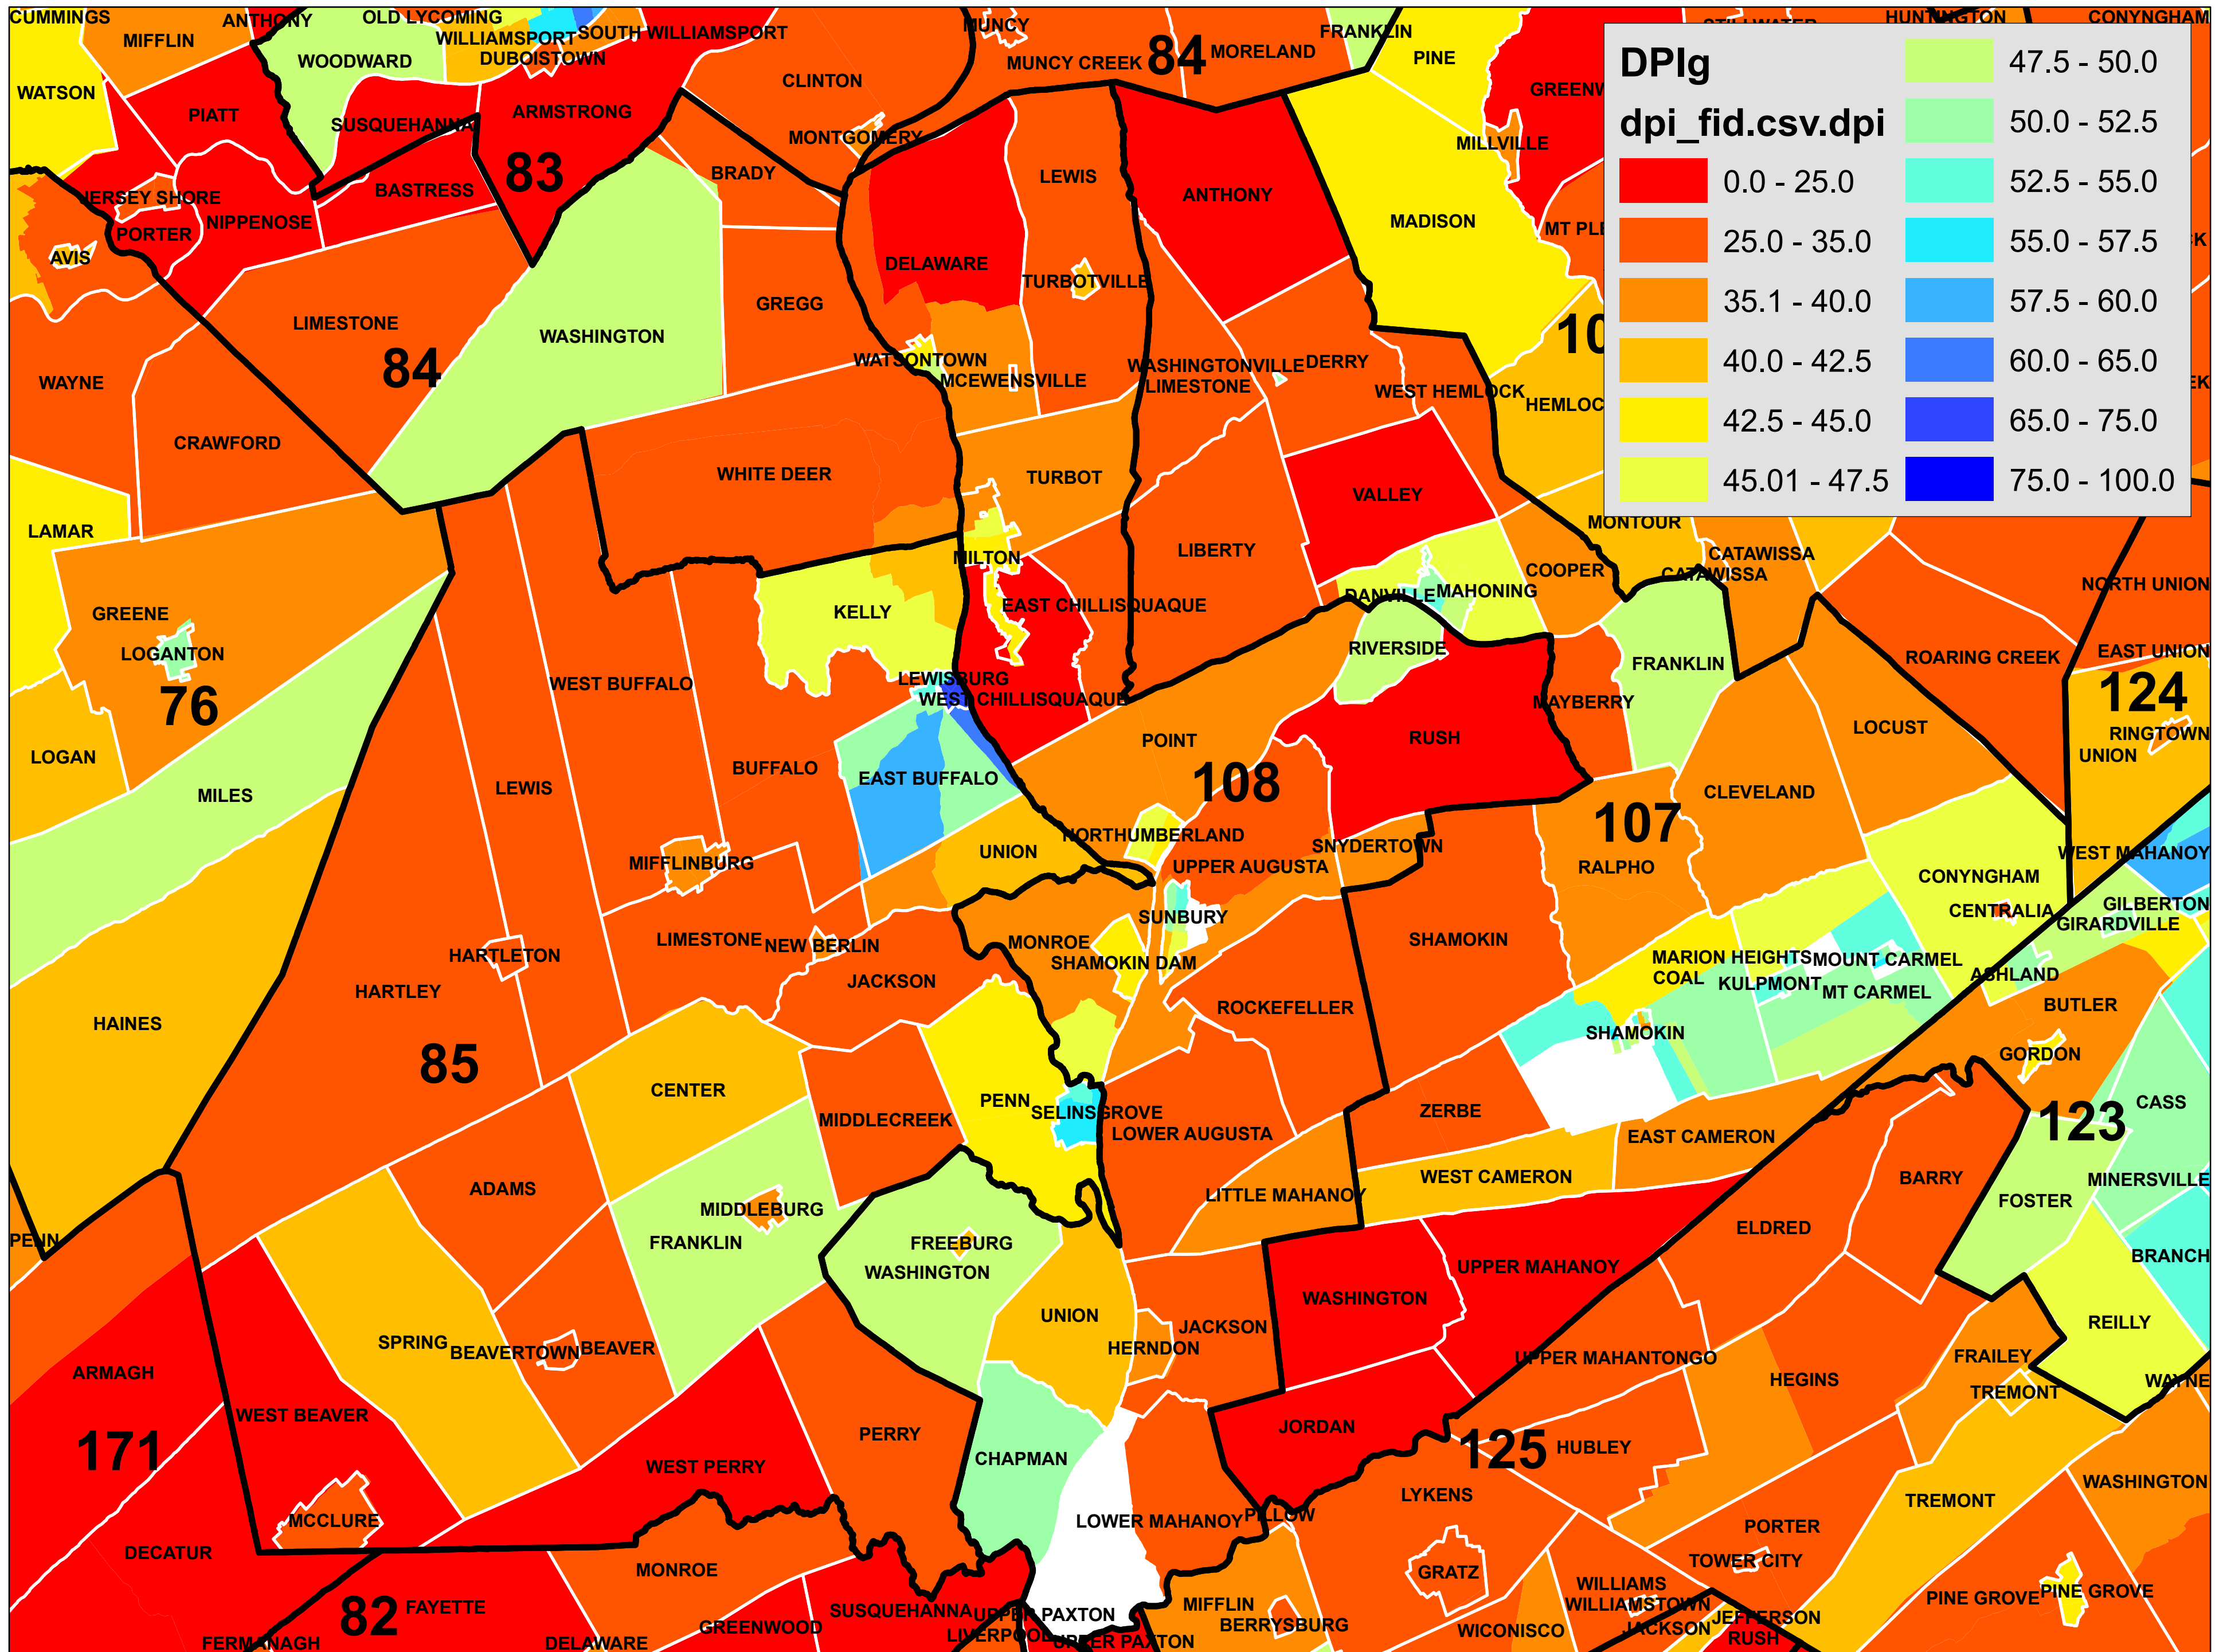 CUMMINGS
MIFFLIN
ANTHONY
OLD LYCOMING
WILLIAMSPORT
SOUTH WILLIAMSPORT
DUBOISTOWN
WOODWARD
MUNCY
MUNCY CREEK
84
MORELAND
FRANKLIN
PINE
HUNTINGTON
CONYNGHAM
WATSON
PIATT
SUSQUEHANNA
ARMSTRONG
CLINTON
MONTGOMERY
83
BASTRESS
BRADY
LEWIS
ANTHONY
MADISON
MILLVILLE
JERSEY SHORE
PORTER
NIPPENOSE
AVIS
DELAWARE
TURBOTVILLE
LIMESTONE
84
WASHINGTON
GREGG
WAYNE
CRAWFORD
WATSONTOWN
MCEWENSVILLE
WASHINGTONVILLE
LIMESTONE
DERRY
WEST HEMLOCK
DPIg
dpi_fid.csv.dpi
0.0 - 25.0
25.0 - 35.0
35.1 - 40.0
40.0 - 42.5
42.5 - 45.0
45.01 - 47.5
47.5 - 50.0
50.0 - 52.5
52.5 - 55.0
55.0 - 57.5
57.5 - 60.0
60.0 - 65.0
65.0 - 75.0
75.0 - 100.0
WHITE DEER
TURBOT
VALLEY
LAMAR
MONTOUR
CATAWISSA
CATAWISSA
MILTON
LIBERTY
COOPER
DANVILLE
MAHONING
NORTH UNION
GREENE
LOGANTON
76
KELLY
EAST CHILLISQUAQUE
RIVERSIDE
FRANKLIN
ROARING CREEK
EAST UNION
124
WEST BUFFALO
LEWISBURG
WEST CHILLISQUAQUE
MAYBERRY
LOCUST
RINGTOWN
UNION
LOGAN
MILES
LEWIS
BUFFALO
EAST BUFFALO
POINT
108
RUSH
107
CLEVELAND
MIFFLINBURG
UNION
NORTHUMBERLAND
UPPER AUGUSTA
SNYDERTOWN
RALPHO
WEST MAHANOY
CONYNGHAM
CENTRALIA
GILBERTON
GIRARDVILLE
HARTLETON
LIMESTONE
NEW BERLIN
MONROE
SUNBURY
SHAMOKIN DAM
SHAMOKIN
MARION HEIGHTS
MOUNT CARMEL
COAL
KULPMONT
MT CARMEL
ASHLAND
BUTLER
HARTLEY
JACKSON
HAINES
ROCKEFELLER
SHAMOKIN
GORDON
85
CENTER
MIDDLECREEK
PENN
SELINSGROVE
LOWER AUGUSTA
ZERBE
EAST CAMERON
123
CASS
ADAMS
MIDDLEBURG
FRANKLIN
LITTLE MAHANOY
WEST CAMERON
BARRY
MINERSVILLE
FOSTER
PENN
FREEBURG
WASHINGTON
UPPER MAHANOY
ELDRED
BRANCH
WASHINGTON
UNION
HERNDON
JACKSON
REILLY
SPRING
BEAVERTOWN
BEAVER
UPPER MAHANTONGO
HEGINS
FRAILEY
TREMONT
WAYNE
ARMAGH
171
WEST BEAVER
PERRY
CHAPMAN
JORDAN
125
HUBLEY
WEST PERRY
LYKENS
WASHINGTON
TREMONT
MCCLURE
LOWER MAHANOY
PILLOW
PORTER
DECATUR
MONROE
GRATZ
TOWER CITY
82
FAYETTE
SUSQUEHANNA
UPPER PAXTON
MIFFLIN
BERRYSBURG
WILLIAMS
WILLIAMSTOWN
PINE GROVE
PINE GROVE
FERMANAGH
DELAWARE
GREENWOOD
LIVERPOOL
UPPER PAXTON
WICONISCO
JACKSON
JEFFERSON
RUSH